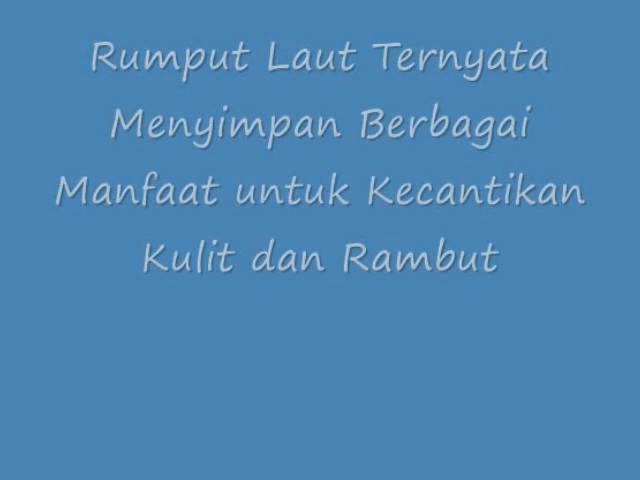 Rumput Laut Ternyata
Menyimpan Berbagai
Manfaat untuk Kecantikan
Kulit dan Rambut